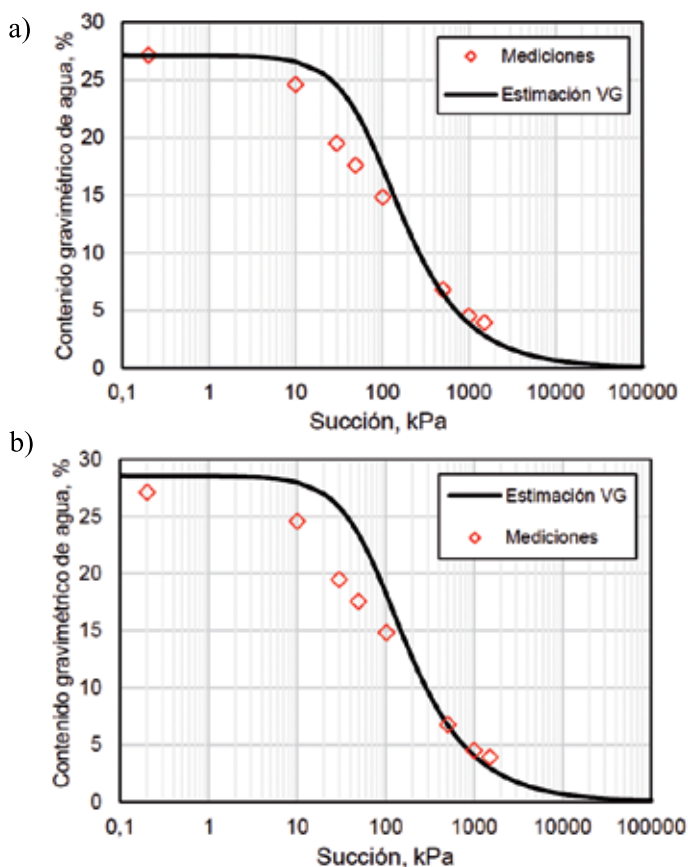 a)
Contenido gravimétrico de agua, %
30
25
20
15
10
5
0
Mediciones
Estimación VG
0,1 1 10 100 1000 10000 100000
Succión, kPa
b)
Contenido gravimétrico de agua, %
30
25
20
15
10
5
0
Estimación VG
Mediciones
0,1 1 10 100 1000 10000 100000
Succión, kPa